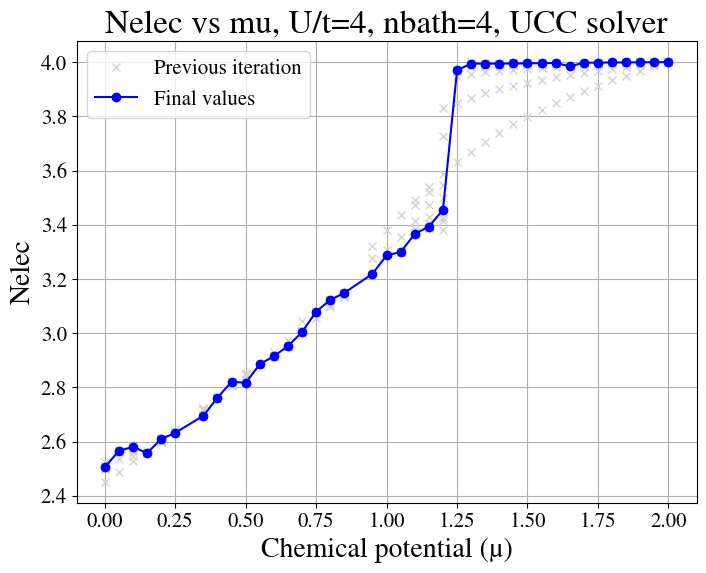 Nelec vs mu, U/t=4, nbath=4, UCC solver
Previous iteration
Final values
Nelec
4.0
3.8
3.6
3.4
3.2
3.0
2.8
2.6
2.4
0.00 0.25 0.50 0.75 1.00 1.25 1.50 1.75 2.00
Chemical potential (µ)